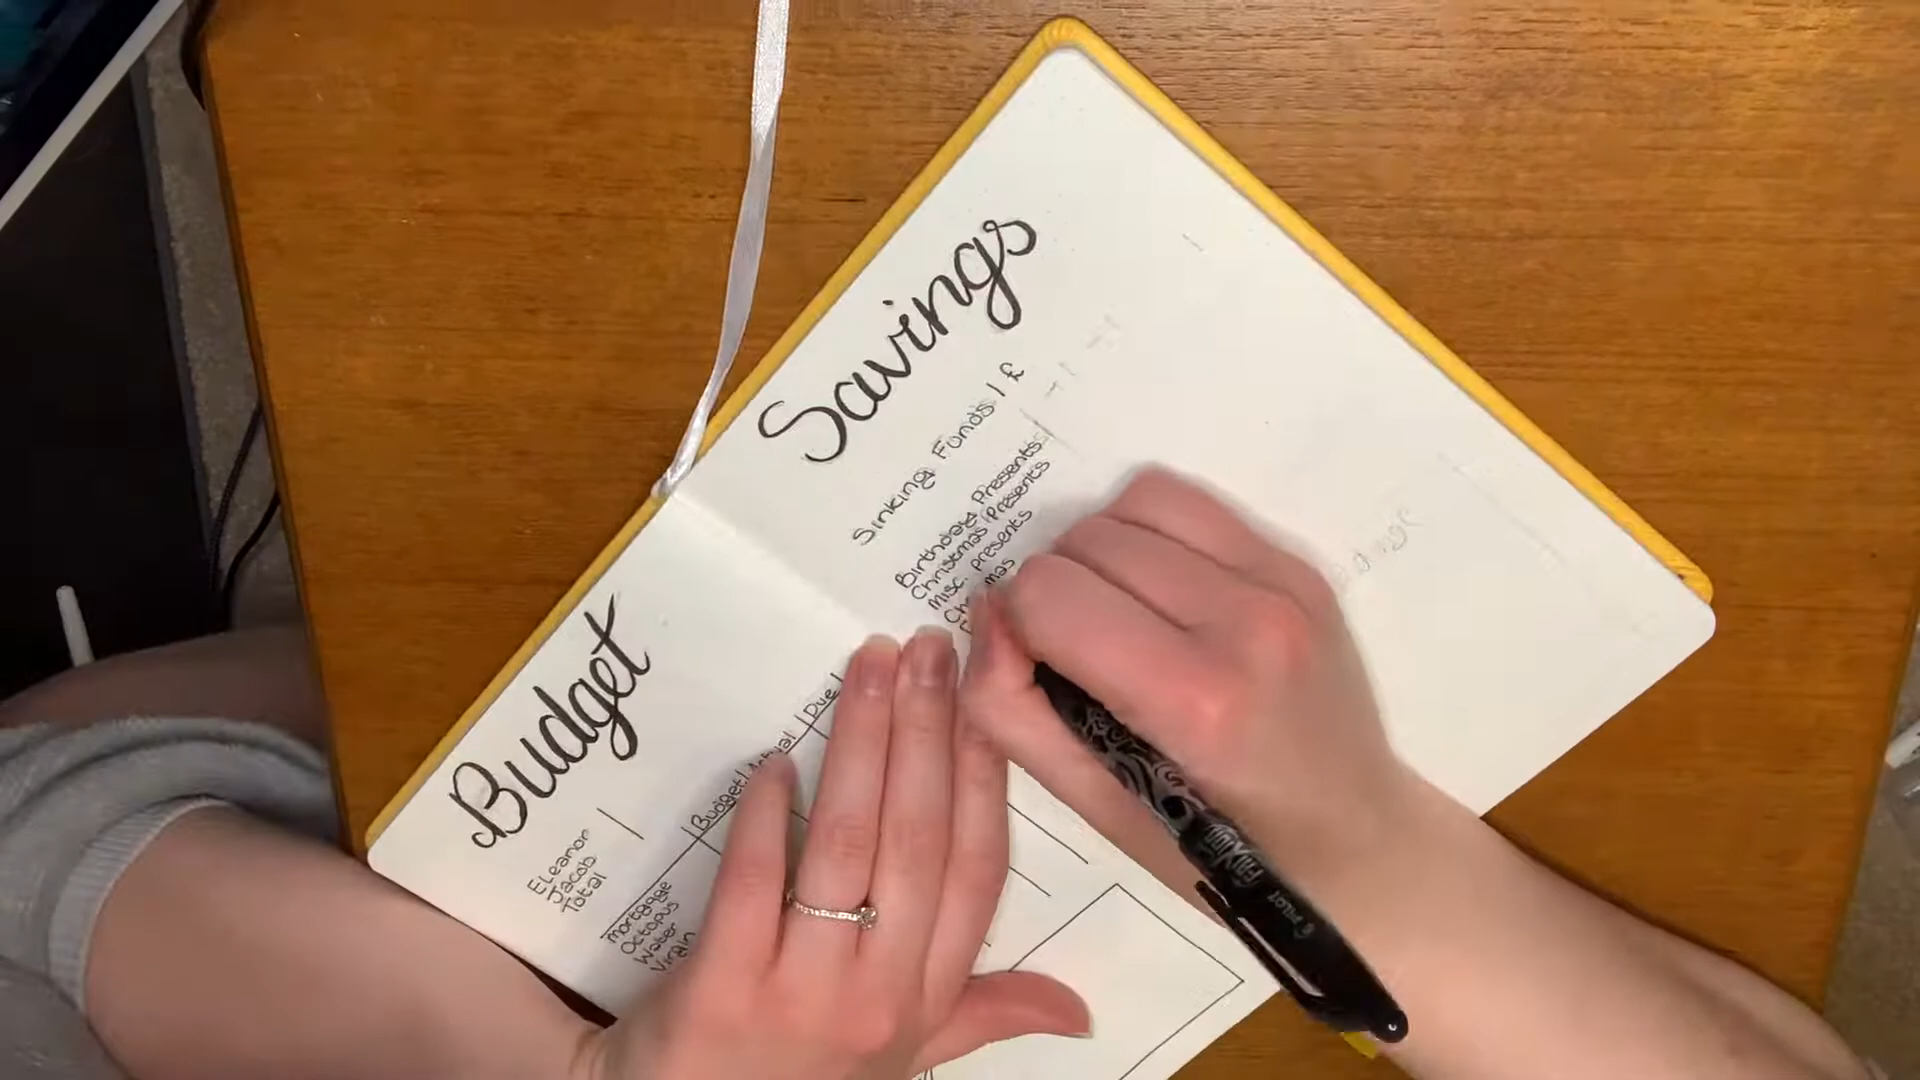 Budget
Eleanor
Jacob
Total
Budget | Actual | Due |
Mortgage
Octopus
Water
Virgin
Savings
Sinking Funds | £
Birthday Presents
Christmas Presents
Misc. Presents
PILOT FRIXION